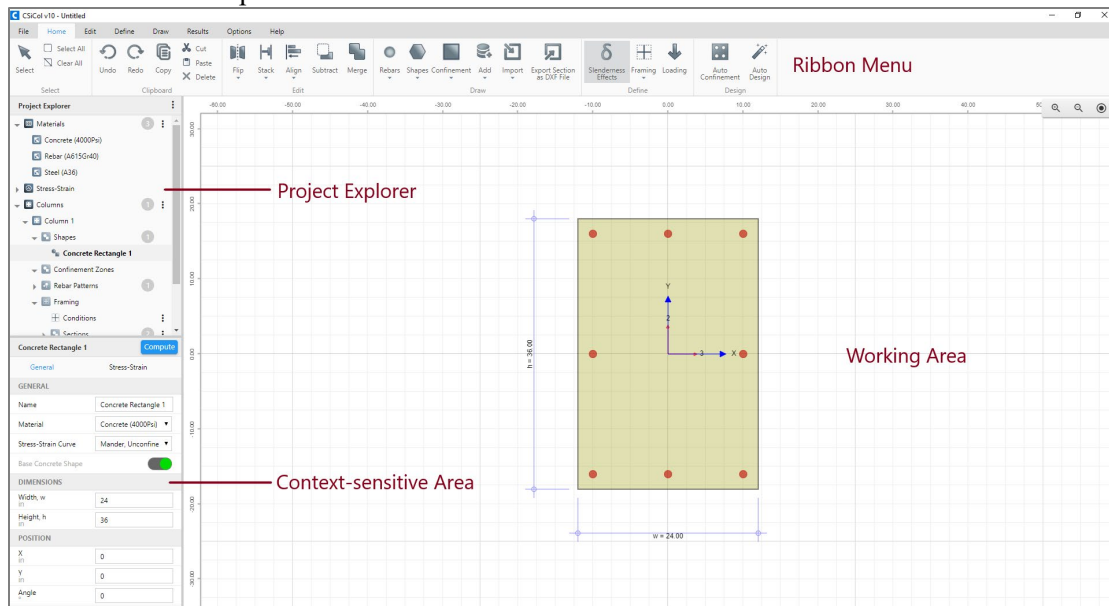 CSiCol v10 - Untitled
File Home Edit Define Draw Results Options Help
Select All Clear All
Select Undo Redo Copy
Cut Paste Delete
Flip Stack Align Subtract Merge
Rebars Shapes Confinement Add Import Export Section as DXF File
Slenderness Effects Framing Loading
Auto Confinement Auto Design
Ribbon Menu
Select Clipboard Edit Draw Define Design
Project Explorer
Materials 3
Concrete (4000Psi)
Rebar (A615Gr40)
Steel (A36)
Stress-Strain
Columns 1
Column 1
Shapes 1
Concrete Rectangle 1
Confinement Zones
Rebar Patterns 1
Framing
Conditions
Sections
Concrete Rectangle 1 Compute
General Stress-Strain
GENERAL
Name Concrete Rectangle 1
Material Concrete (4000Psi)
Stress-Strain Curve Mander, Unconfine
Base Concrete Shape
DIMENSIONS
Width, w
in
24
Height, h
in
36
POSITION
X
in
0
Y
in
0
Angle
0
-60.00 -50.00 -40.00 -30.00 -20.00 -10.00 0.00 10.00 20.00 30.00 40.00
30.00
20.00
10.00
0.00
-10.00
-20.00
-30.00
Project Explorer
Context-sensitive Area
Working Area
h = 36.00
w = 24.00
Y
2
3 X